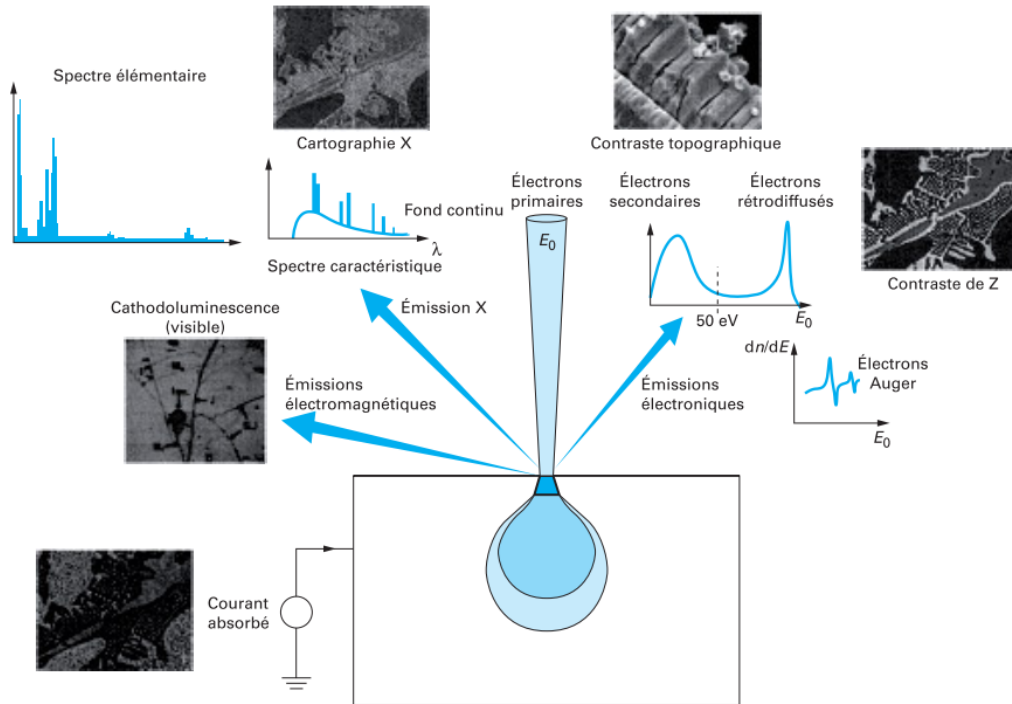 Spectre élémentaire
Cartographie X
Fond continu
λ
Spectre caractéristique
Contraste topographique
Électrons
primaires
E₀
Électrons
secondaires
Électrons
rétrodiffusés
50 eV
E₀
Contraste de Z
dn/dE
Électrons
Auger
E₀
Cathodoluminescence
(visible)
Émission X
Émissions
électromagnétiques
Émissions
électroniques
Courant
absorbé